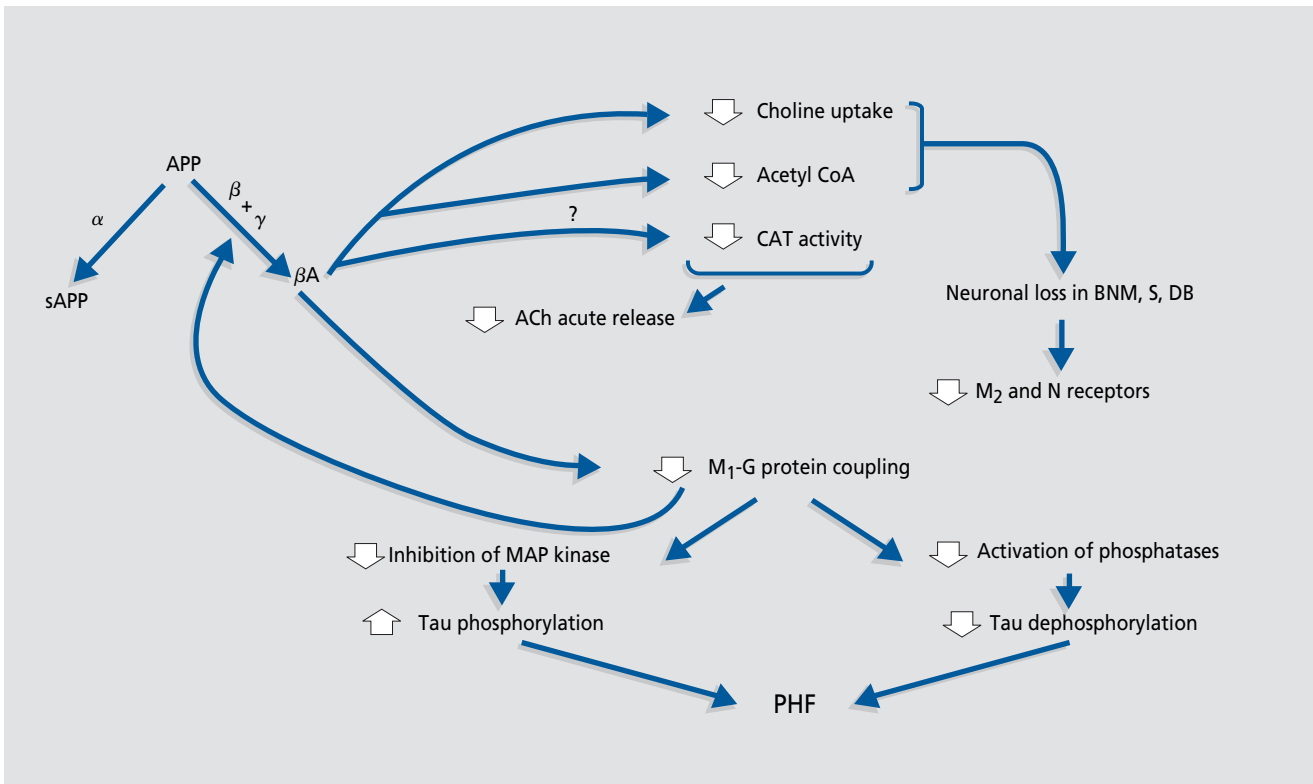 Choline uptake
APP
β
+
γ
Acetyl CoA
α
?
CAT activity
βA
sAPP
Neuronal loss in BNM, S, DB
ACh acute release
M₂ and N receptors
M₁-G protein coupling
Inhibition of MAP kinase
Activation of phosphatases
Tau phosphorylation
Tau dephosphorylation
PHF